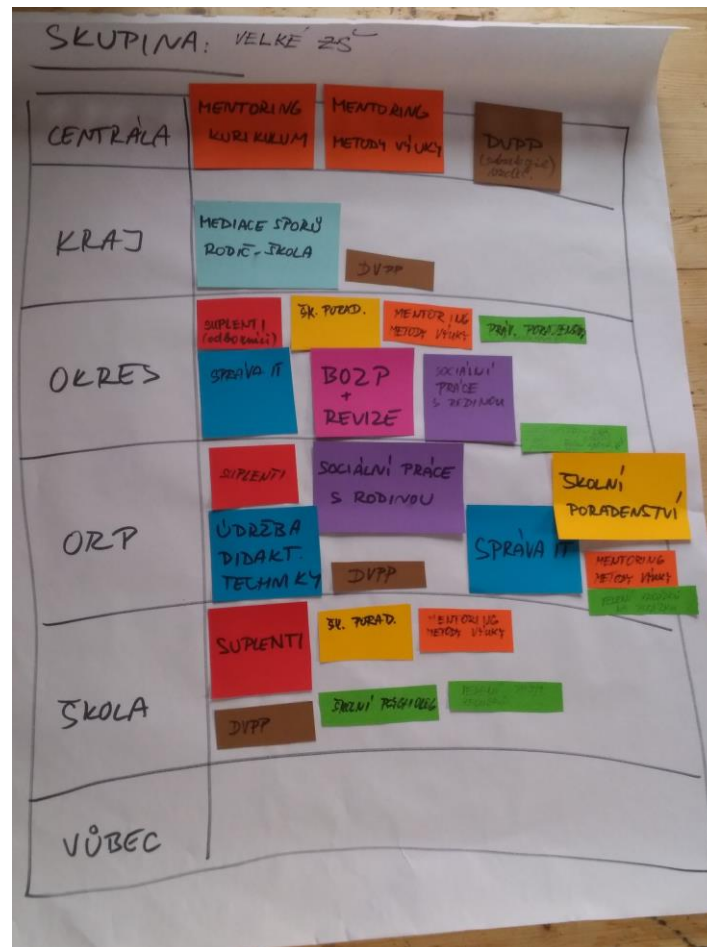 SKUPINA: VELKÉ ZŠ
CENTRÁLA
MENTORING
KURIKULUM
MENTORING
METODY VÝUKY
DVPP
KRAJ
MEDIACE SPORŮ
RODIČ-ŠKOLA
DVPP
OKRES
SUPLENTI
(odborníci)
ŠK. PORAD.
MENTORING
METODY VÝUKY
PRÁV. PORADENSTVÍ
SPRÁVA IT
BOZP
+
REVIZE
SOCIÁLNÍ
PRÁCE
S RODINOU
ORP
SUPLENTI
SOCIÁLNÍ PRÁCE
S RODINOU
ŠKOLNÍ
PORADENSTVÍ
ÚDRŽBA
DIDAKT.
TECHNIKY
DVPP
SPRÁVA IT
MENTORING
METODY VÝUKY
ŠKOLA
SUPLENTI
ŠK. PORAD.
MENTORING
METODY VÝUKY
DVPP
ŠKOLNÍ PSYCHOLOG
VŮBEC